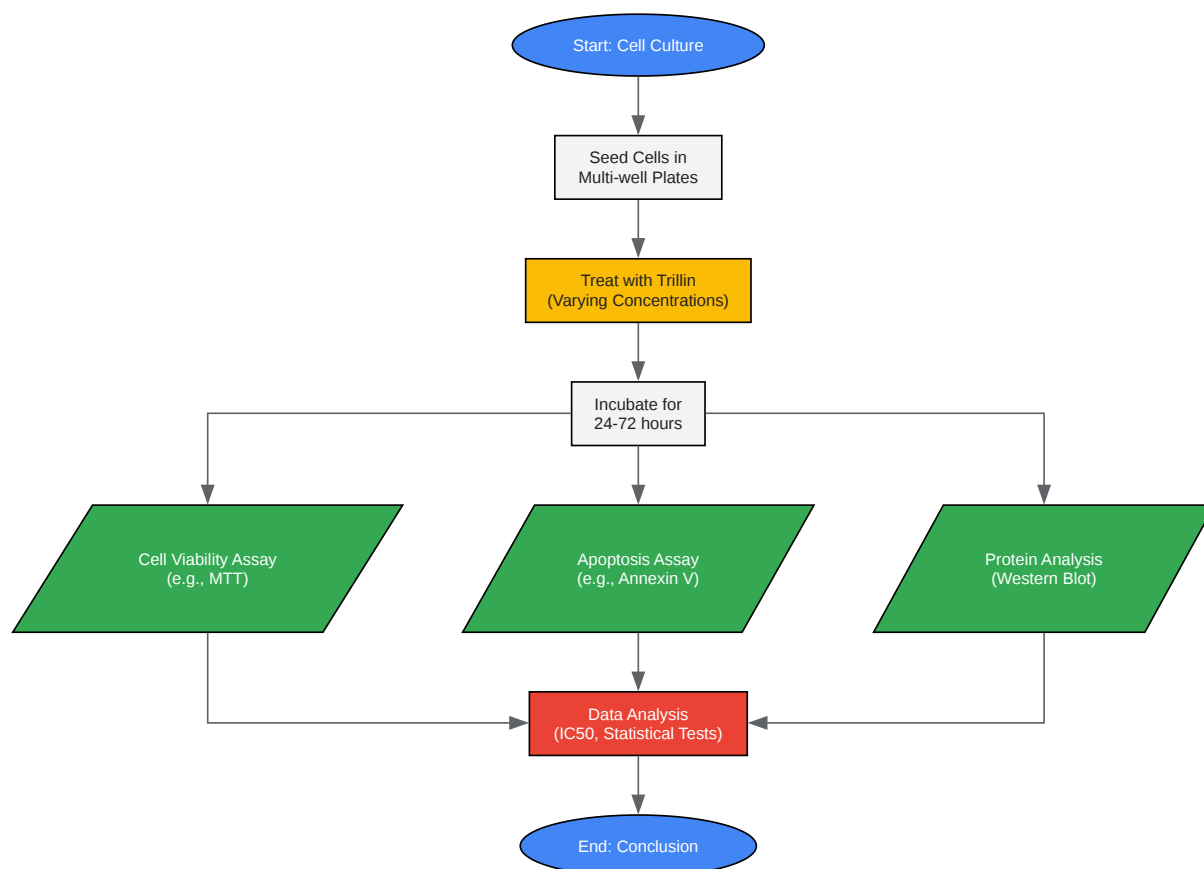 Start: Cell Culture
Seed Cells in
Multi-well Plates
Treat with Trillin
(Varying Concentrations)
Incubate for
24-72 hours
Cell Viability Assay
(e.g., MTT)
Apoptosis Assay
(e.g., Annexin V)
Protein Analysis
(Western Blot)
Data Analysis
(IC50, Statistical Tests)
End: Conclusion